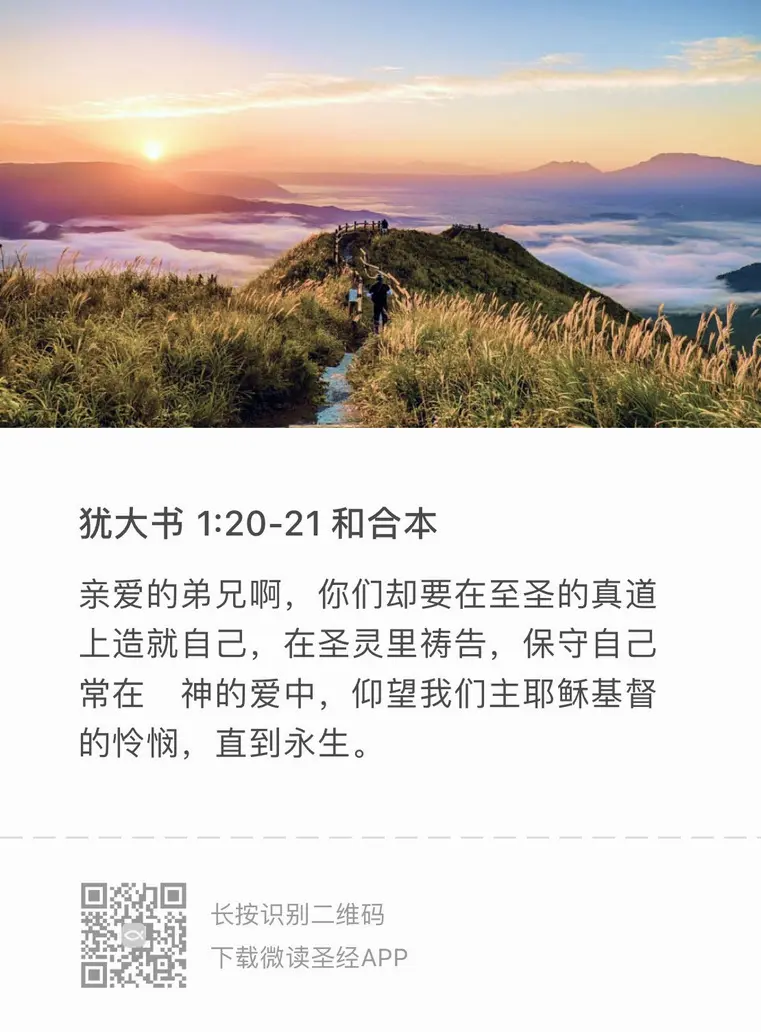 犹大书 1:20-21 和合本
亲爱的弟兄啊，你们却要在至圣的真道
上造就自己，在圣灵里祷告，保守自己
常在　神的爱中，仰望我们主耶稣基督
的怜悯，直到永生。
长按识别二维码
下载微读圣经APP